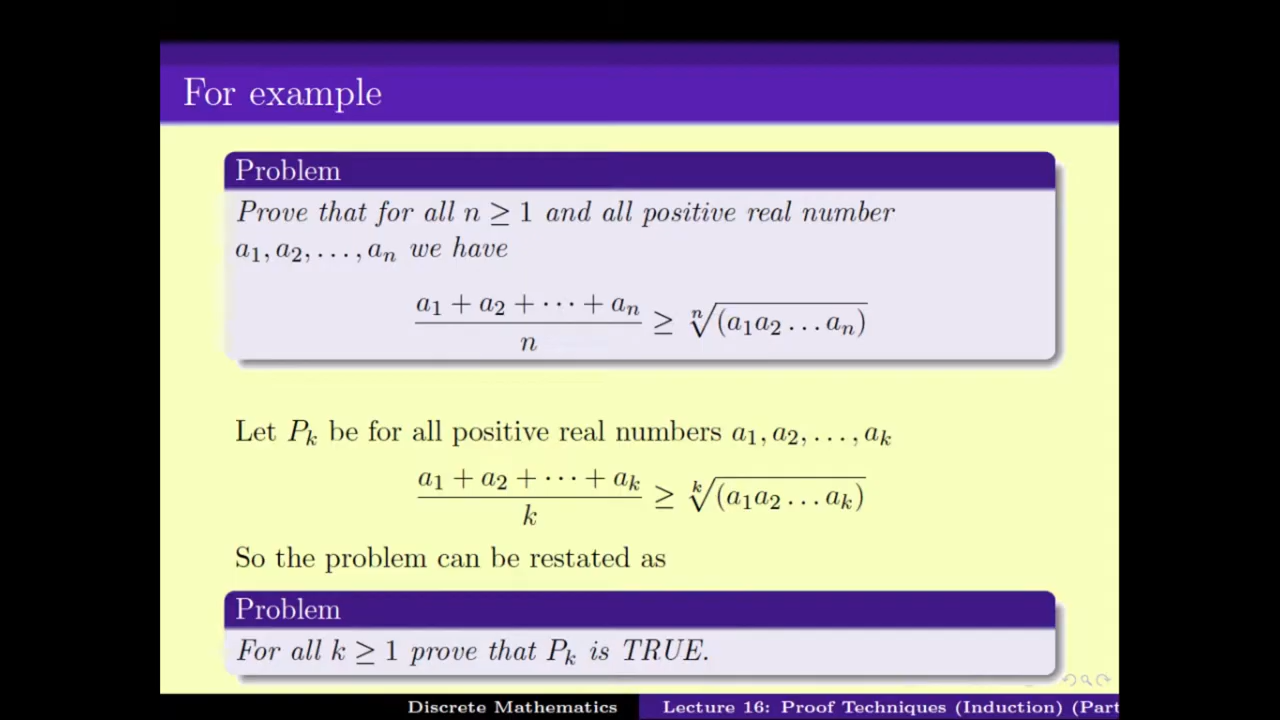 For example
Problem
Prove that for all n ≥ 1 and all positive real number
a₁, a₂, . . . , aₙ we have
(a₁ + a₂ + · · · + aₙ)/n ≥ ⁿ√(a₁a₂ . . . aₙ)
Let Pₖ be for all positive real numbers a₁, a₂, . . . , aₖ
(a₁ + a₂ + · · · + aₖ)/k ≥ ᵏ√(a₁a₂ . . . aₖ)
So the problem can be restated as
Problem
For all k ≥ 1 prove that Pₖ is TRUE.
Discrete Mathematics Lecture 16: Proof Techniques (Induction) (Part